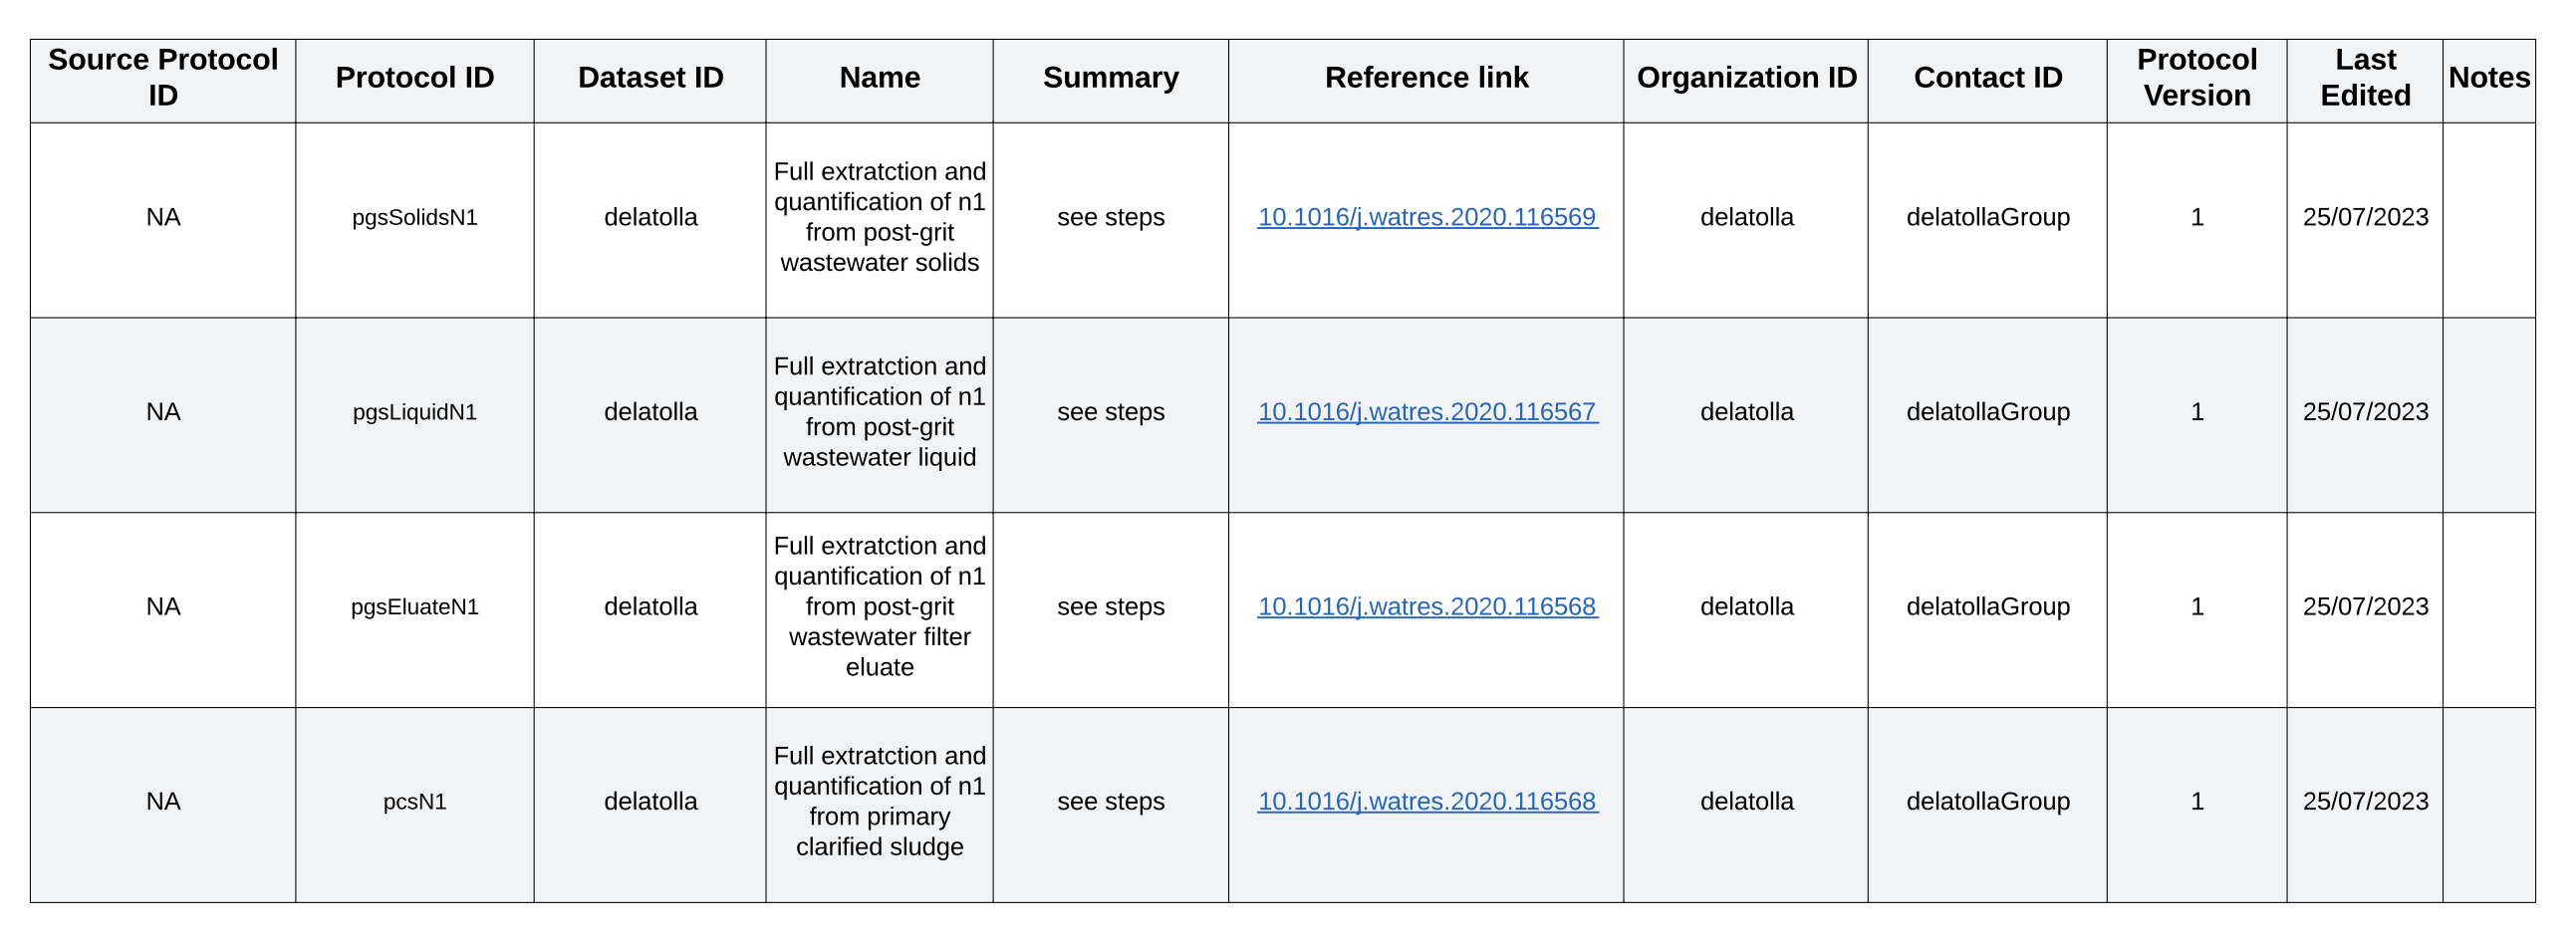 Source Protocol
ID
Protocol ID
Dataset ID
Name
Summary
Reference link
Organization ID
Contact ID
Protocol
Version
Last
Edited
Notes
NA
pgsSolidsN1
delatolla
Full extratction and
quantification of n1
from post-grit
wastewater solids
see steps
10.1016/j.watres.2020.116569
delatolla
delatollaGroup
1
25/07/2023
NA
pgsLiquidN1
delatolla
Full extratction and
quantification of n1
from post-grit
wastewater liquid
see steps
10.1016/j.watres.2020.116567
delatolla
delatollaGroup
1
25/07/2023
NA
pgsEluateN1
delatolla
Full extratction and
quantification of n1
from post-grit
wastewater filter
eluate
see steps
10.1016/j.watres.2020.116568
delatolla
delatollaGroup
1
25/07/2023
NA
pcsN1
delatolla
Full extratction and
quantification of n1
from primary
clarified sludge
see steps
10.1016/j.watres.2020.116568
delatolla
delatollaGroup
1
25/07/2023